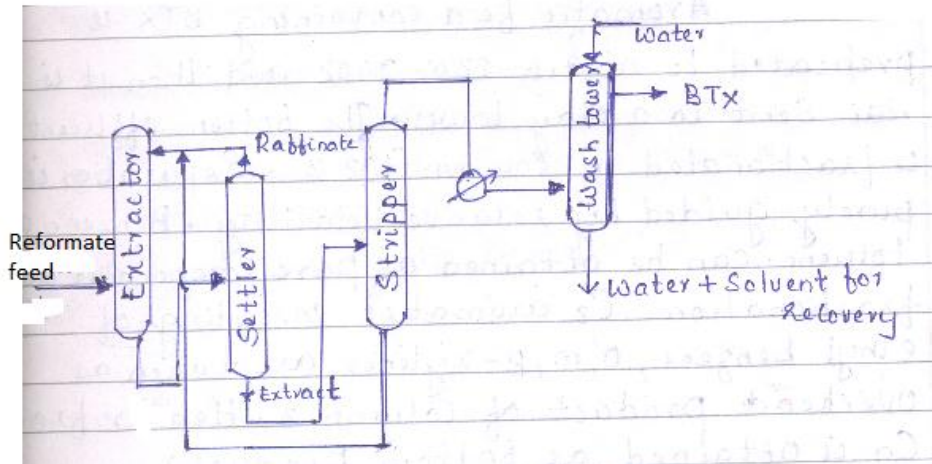 Water
BTX
Wash tower
Raffinate
Extractor
Stripper
Reformate
feed
Settler
Water + Solvent for
recovery
Extract